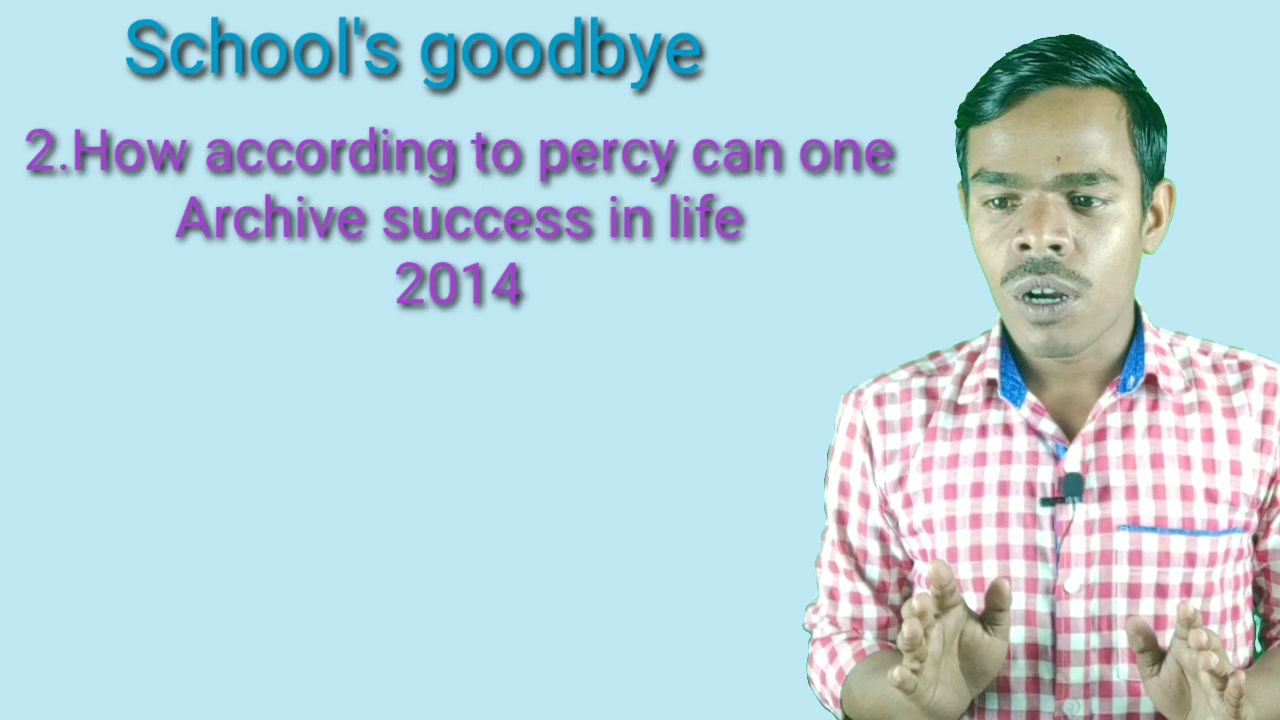 School's goodbye
2.How according to percy can one
Archive success in life
2014